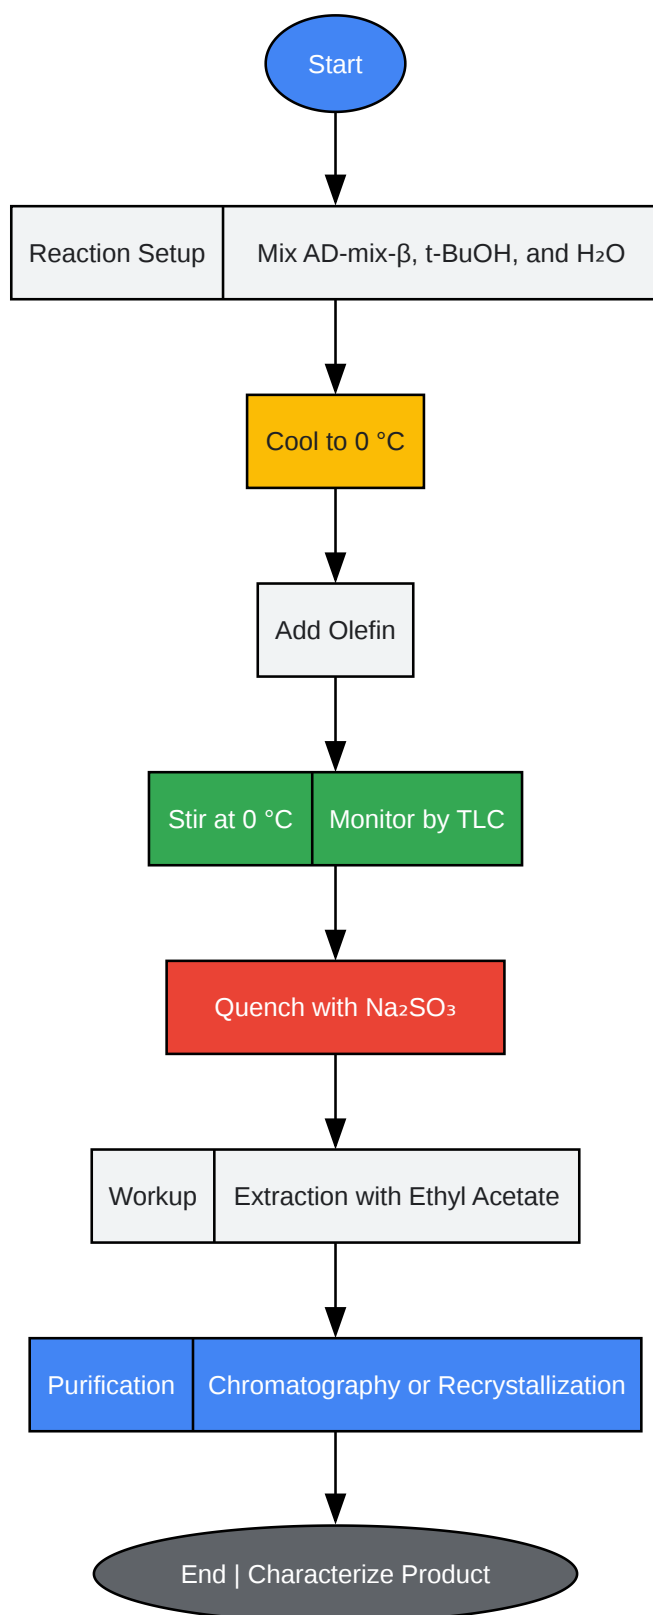 Start
Reaction Setup
Mix AD-mix-β, t-BuOH, and H₂O
Cool to 0 °C
Add Olefin
Stir at 0 °C
Monitor by TLC
Quench with Na₂SO₃
Workup
Extraction with Ethyl Acetate
Purification
Chromatography or Recrystallization
End | Characterize Product